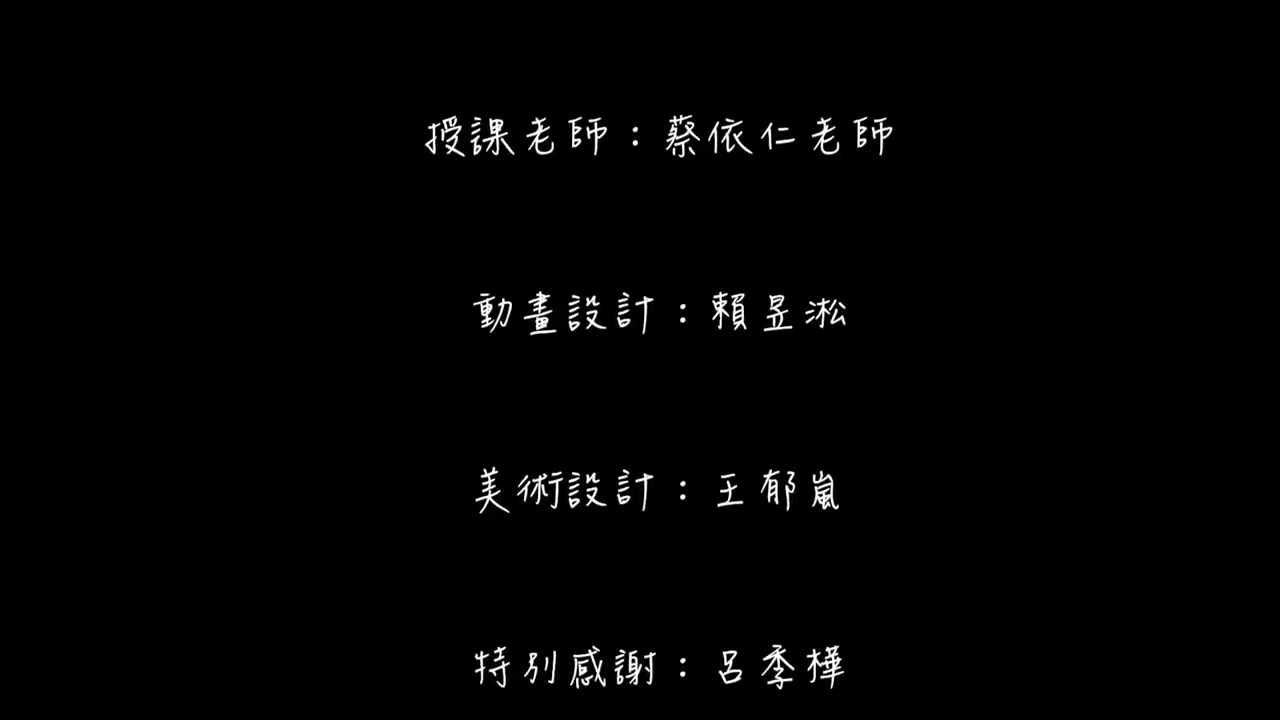 授課老師：蔡依仁老師
動畫設計：賴昱淞
美術設計：王郁嵐
特別感謝：呂季樺